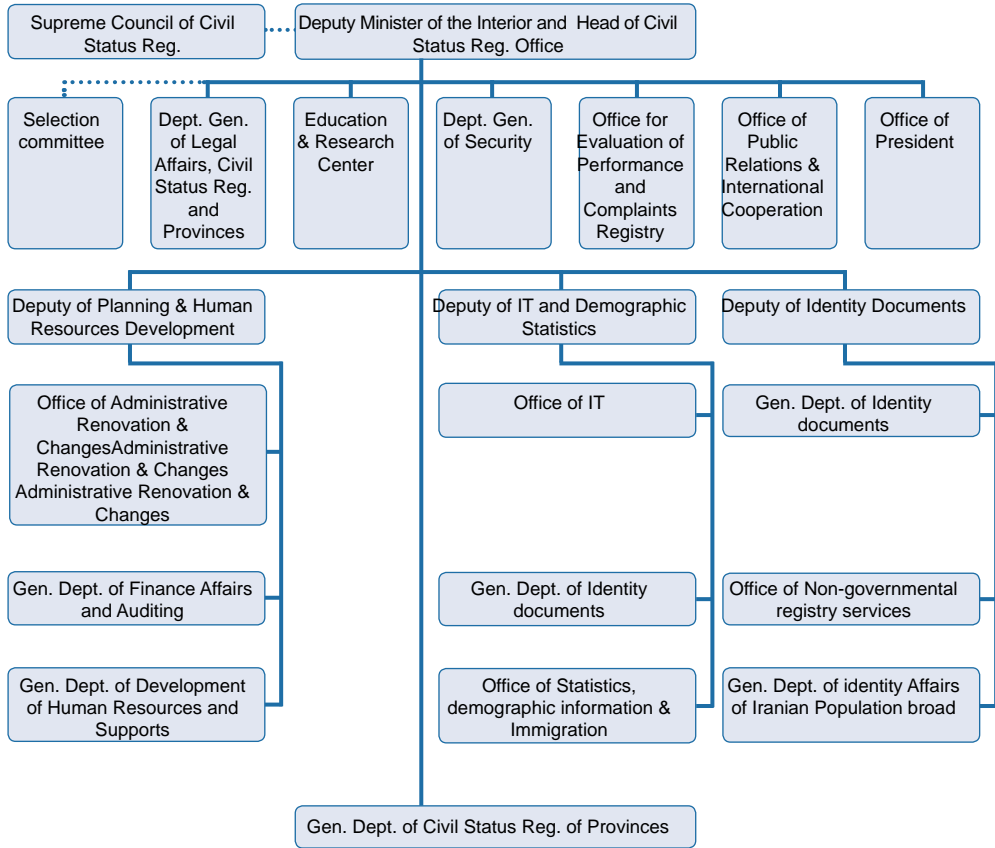 Supreme Council of Civil
Status Reg.
Deputy Minister of the Interior and Head of Civil
Status Reg. Office
Selection
committee
Dept. Gen.
of Legal
Affairs, Civil
Status Reg.
and
Provinces
Education
& Research
Center
Dept. Gen.
of Security
Office for
Evaluation of
Performance
and
Complaints
Registry
Office of
Public
Relations &
International
Cooperation
Office of
President
Deputy of Planning & Human
Resources Development
Deputy of IT and Demographic
Statistics
Deputy of Identity Documents
Office of Administrative
Renovation &
ChangesAdministrative
Renovation & Changes
Administrative Renovation &
Changes
Office of IT
Gen. Dept. of Identity
documents
Gen. Dept. of Finance Affairs
and Auditing
Gen. Dept. of Identity
documents
Office of Non-governmental
registry services
Gen. Dept. of Development
of Human Resources and
Supports
Office of Statistics,
demographic information &
Immigration
Gen. Dept. of identity Affairs
of Iranian Population broad
Gen. Dept. of Civil Status Reg. of Provinces